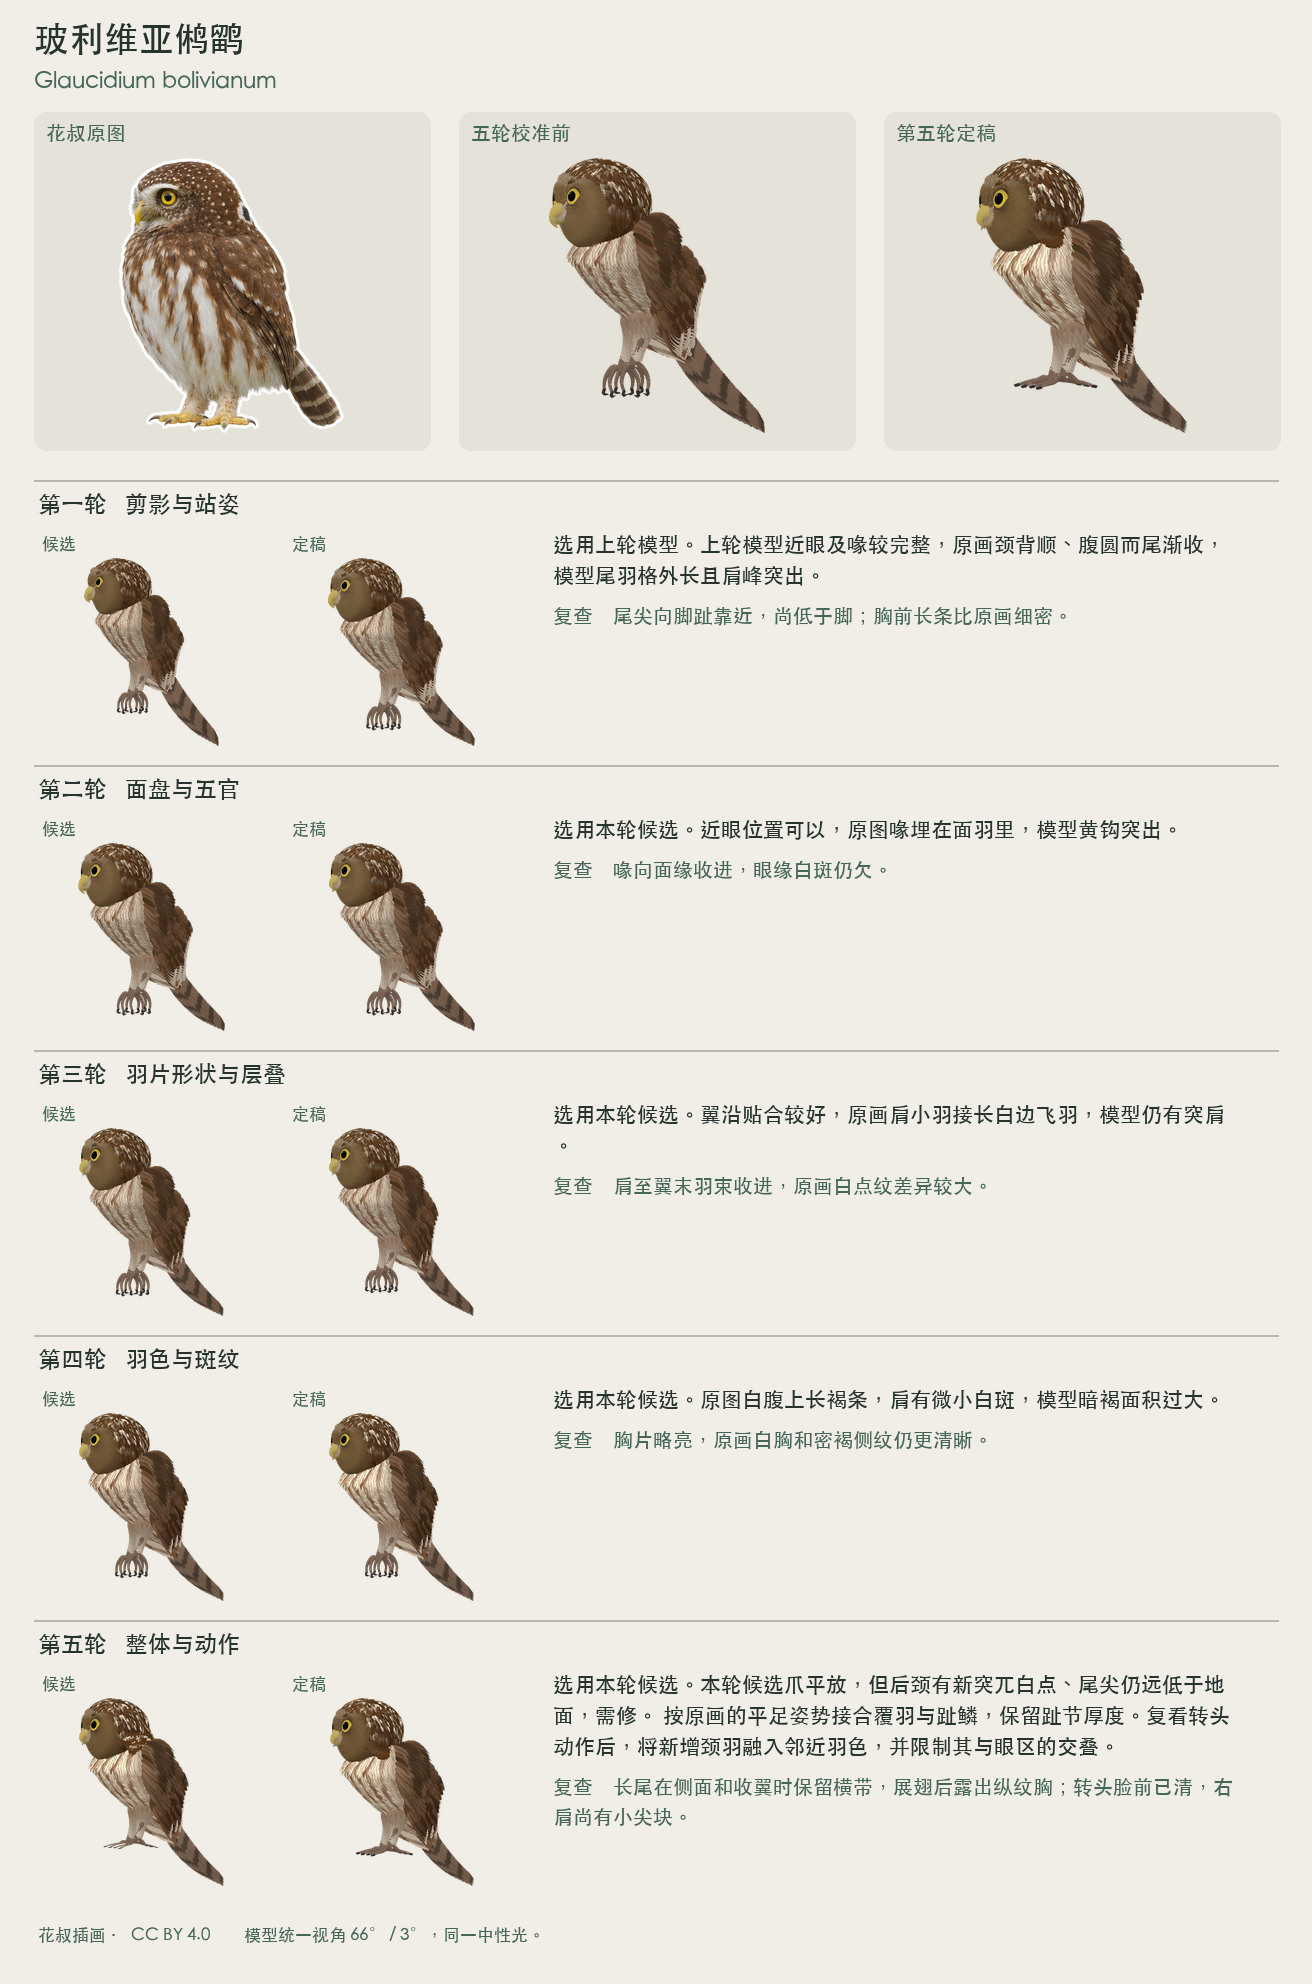 玻利维亚鸺鹠
Glaucidium bolivianum
花叔原图
五轮校准前
第五轮定稿
第一轮 剪影与站姿
候选
定稿
选用上轮模型。上轮模型近眼及喙较完整，原画颈背顺、腹圆而尾渐收，
模型尾羽格外长且肩峰突出。
复查 尾尖向脚趾靠近，尚低于脚；胸前长条比原画细密。
第二轮 面盘与五官
候选
定稿
选用本轮候选。近眼位置可以，原图喙埋在面羽里，模型黄钩突出。
复查 喙向面缘收进，眼缘白斑仍欠。
第三轮 羽片形状与层叠
候选
定稿
选用本轮候选。翼沿贴合较好，原画肩小羽接长白边飞羽，模型仍有突肩
。
复查 肩至翼末羽束收进，原画白点纹差异较大。
第四轮 羽色与斑纹
候选
定稿
选用本轮候选。原图白腹上长褐条，肩有微小白斑，模型暗褐面积过大。
复查 胸片略亮，原画白胸和密褐侧纹仍更清晰。
第五轮 整体与动作
候选
定稿
选用本轮候选。本轮候选爪平放，但后颈有新突兀白点、尾尖仍远低于地
面，需修。 按原画的平足姿势接合覆羽与趾鳞，保留趾节厚度。复看转头
动作后，将新增颈羽融入邻近羽色，并限制其与眼区的交叠。
复查 长尾在侧面和收翼时保留横带，展翅后露出纵纹胸；转头脸前已清，右
肩尚有小尖块。
花叔插画· CC BY 4.0 模型统一视角 66° / 3°，同一中性光。